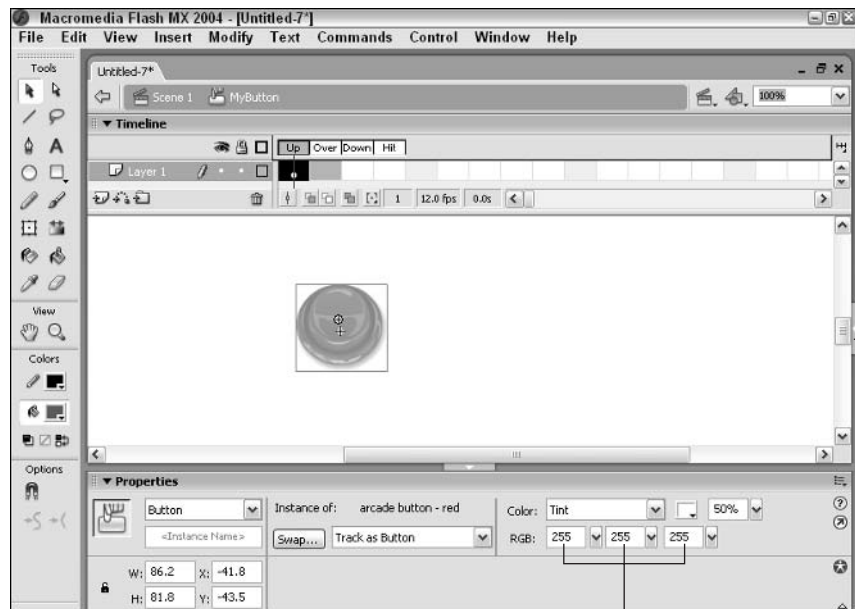 Macromedia Flash MX 2004 - [Untitled-7*]
File Edit View Insert Modify Text Commands Control Window Help
Tools
Untitled-7*
Scene 1 MyButton 100%
Timeline
Up Over Down Hit
Layer 1
1 12.0 fps 0.0s
View
Colors
Options
Properties
Button Instance of: arcade button - red Color: Tint 50%
<Instance Name> Swap... Track as Button RGB: 255 255 255
W: 86.2 X: -41.8
H: 81.8 Y: -43.5